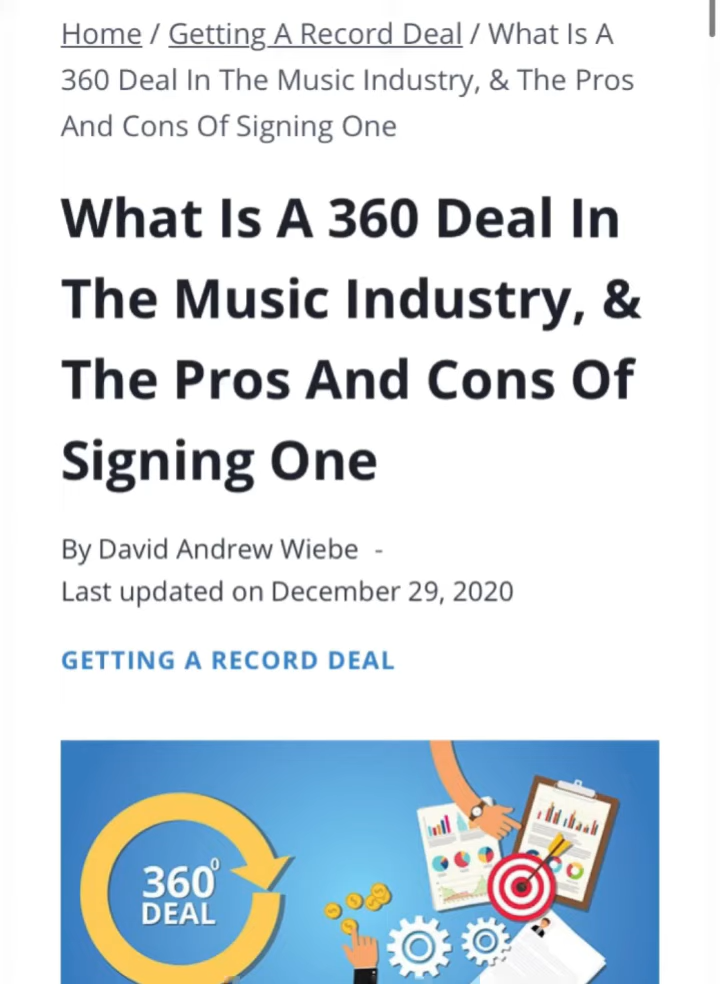 Home / Getting A Record Deal / What Is A
360 Deal In The Music Industry, & The Pros
And Cons Of Signing One
What Is A 360 Deal In
The Music Industry, &
The Pros And Cons Of
Signing One
By David Andrew Wiebe -
Last updated on December 29, 2020
GETTING A RECORD DEAL
360⁰
DEAL